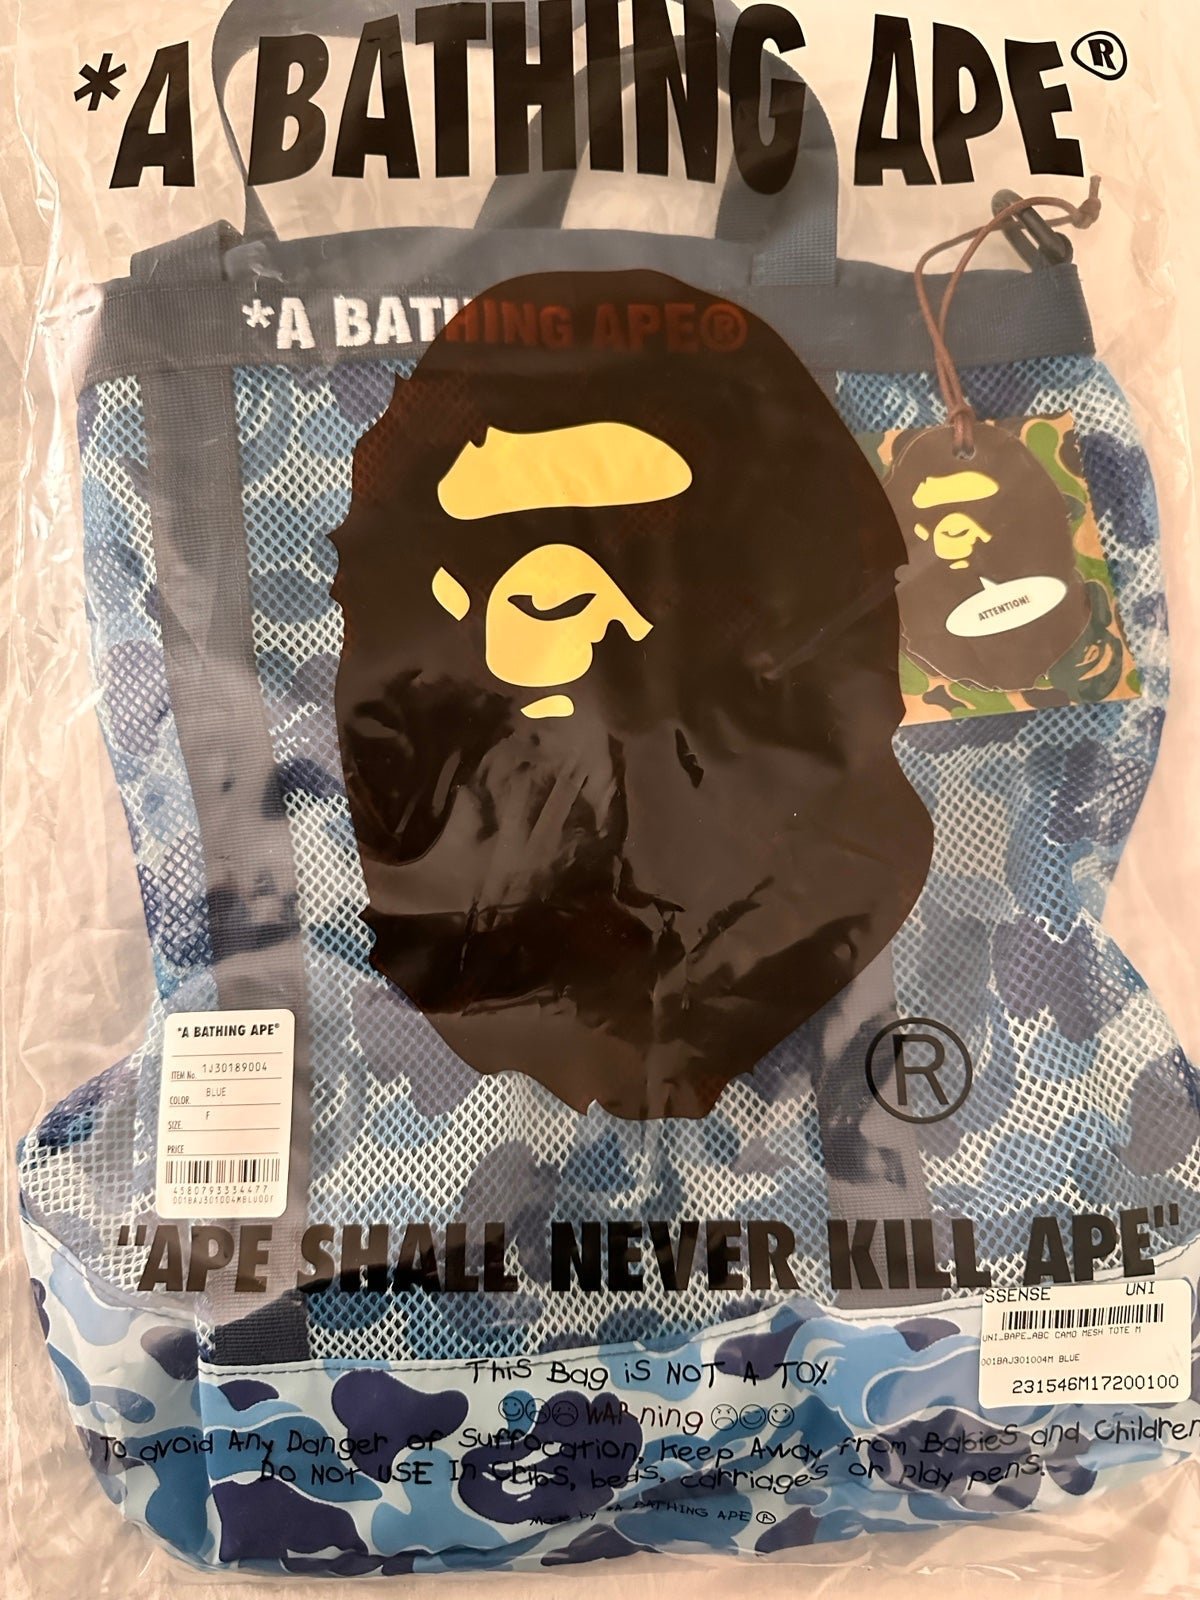 *A BATHING APE®
*A BATHING APE®
ATTENTION!
®
*A BATHING APE®
ITEM No. 1J30189004
COLOR. BLUE
SIZE. F
PRICE
4580793334477
001BAJ301004MBLU00F
"APE SHALL NEVER KILL APE"
SSENSE UNI
UNI_BAPE_ABC CAMO MESH TOTE M
001BAJ301004M BLUE
231546M17200100
THiS Bag iS NOT A TOY.
WARning
To avoid Any Danger of Suffocation, Keep Away from Babies and Children
DO NOT USE In Cribs, beds, carriages or play pens.
Made by *A BATHING APE®